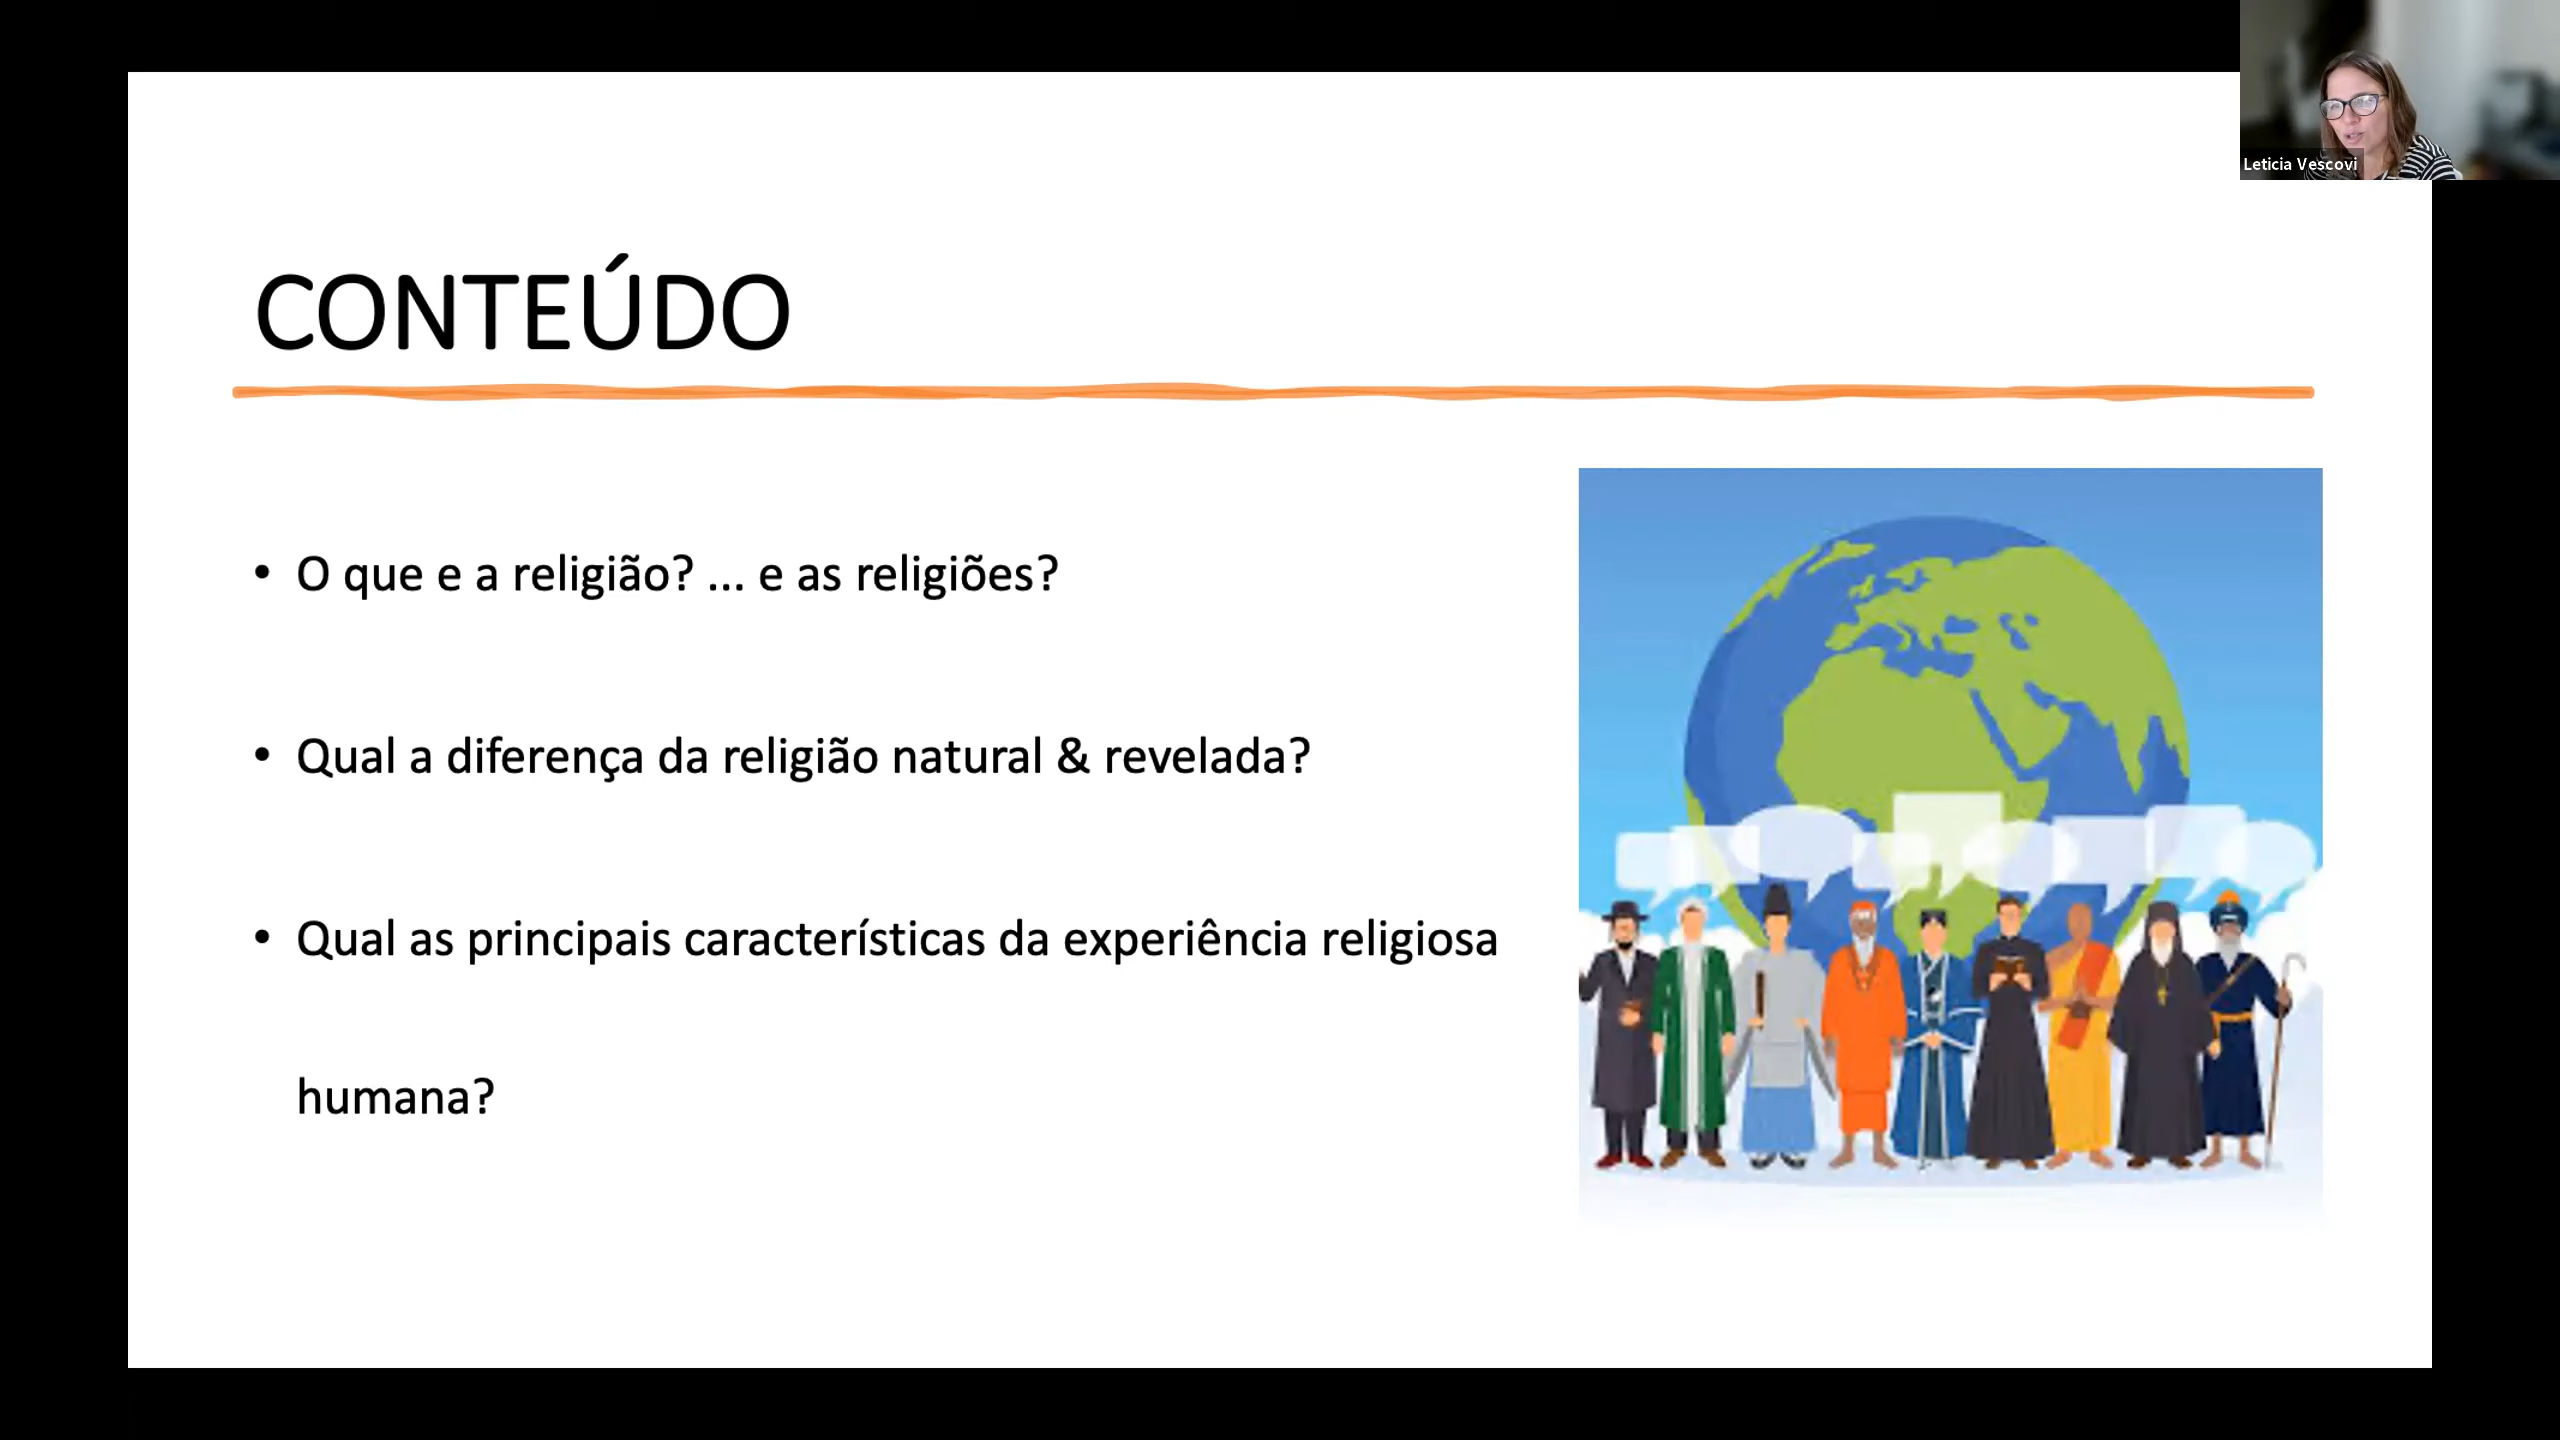 Leticia Vescovi
CONTEÚDO
• O que e a religião? ... e as religiões?
• Qual a diferença da religião natural & revelada?
• Qual as principais características da experiência religiosa
humana?